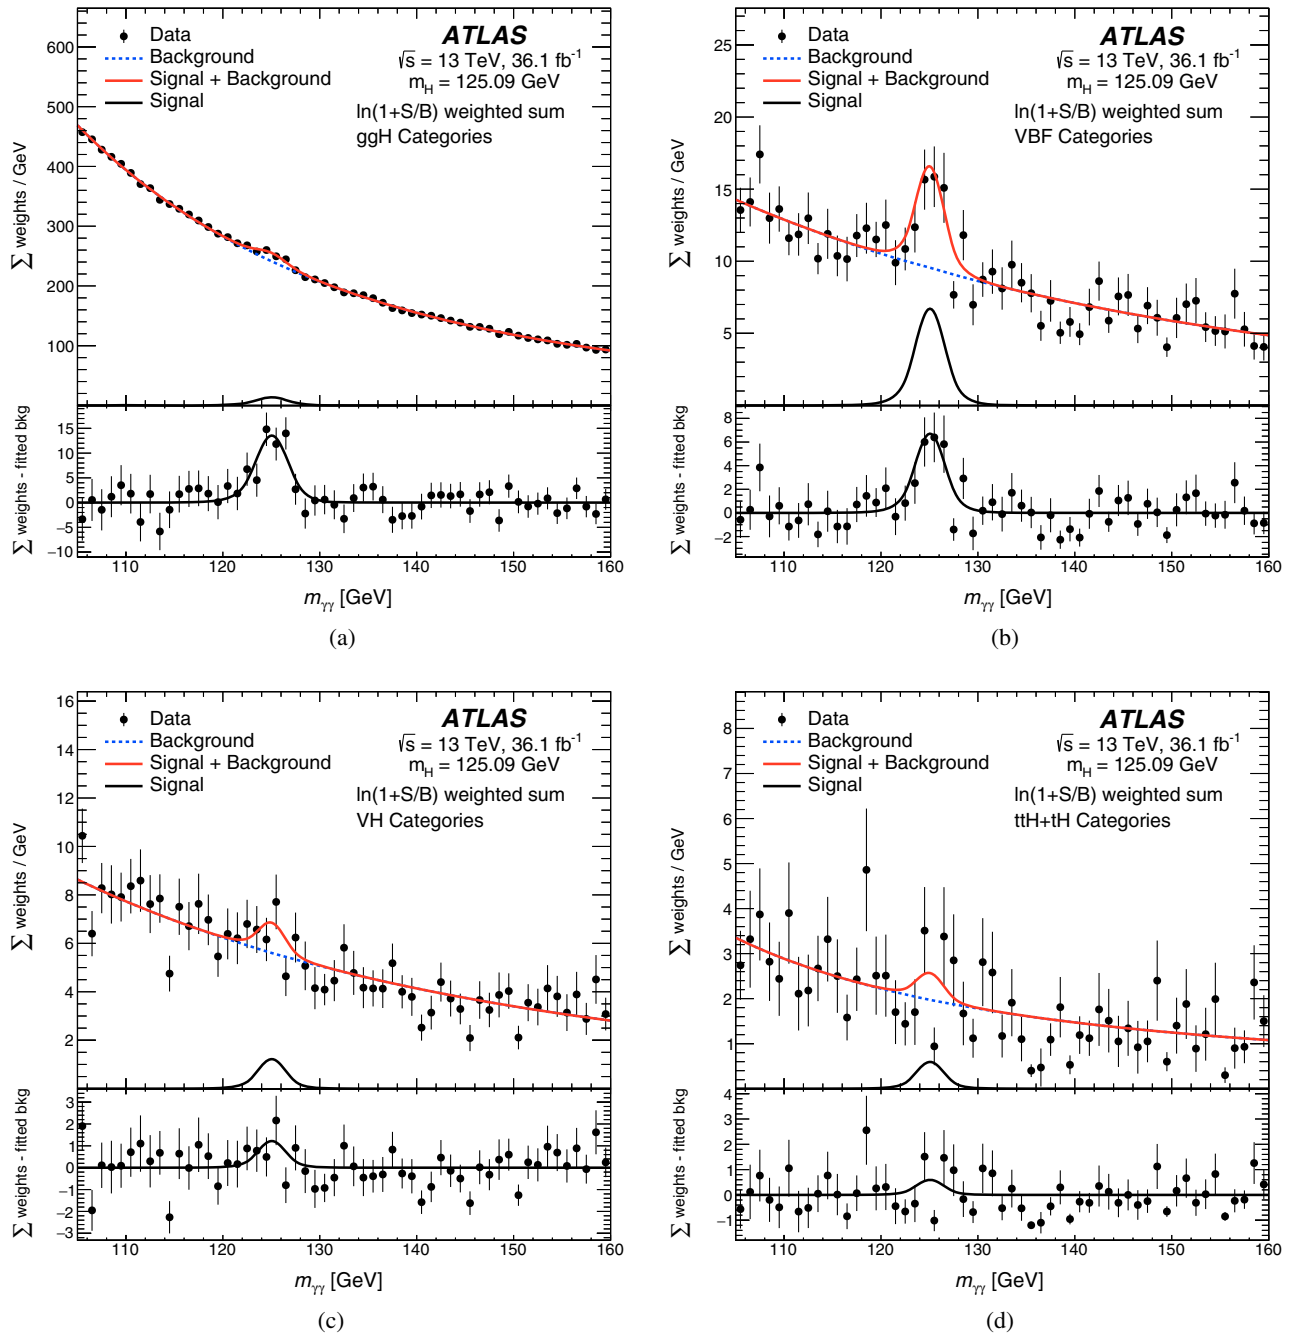 600
500
400
300
200
100
Σ weights / GeV
Data
Background
Signal + Background
Signal
ATLAS
√s = 13 TeV, 36.1 fb⁻¹
m_H = 125.09 GeV
ln(1+S/B) weighted sum
ggH Categories
15
10
5
0
−5
−10
Σ weights - fitted bkg
110 120 130 140 150 160
m_γγ [GeV]
(a)
25
20
15
10
5
Σ weights / GeV
Data
Background
Signal + Background
Signal
ATLAS
√s = 13 TeV, 36.1 fb⁻¹
m_H = 125.09 GeV
ln(1+S/B) weighted sum
VBF Categories
8
6
4
2
0
−2
Σ weights - fitted bkg
110 120 130 140 150 160
m_γγ [GeV]
(b)
16
14
12
10
8
6
4
2
Σ weights / GeV
Data
Background
Signal + Background
Signal
ATLAS
√s = 13 TeV, 36.1 fb⁻¹
m_H = 125.09 GeV
ln(1+S/B) weighted sum
VH Categories
3
2
1
0
−1
−2
−3
Σ weights - fitted bkg
110 120 130 140 150 160
m_γγ [GeV]
(c)
8
7
6
5
4
3
2
1
Σ weights / GeV
Data
Background
Signal + Background
Signal
ATLAS
√s = 13 TeV, 36.1 fb⁻¹
m_H = 125.09 GeV
ln(1+S/B) weighted sum
ttH+tH Categories
4
3
2
1
0
−1
Σ weights - fitted bkg
110 120 130 140 150 160
m_γγ [GeV]
(d)